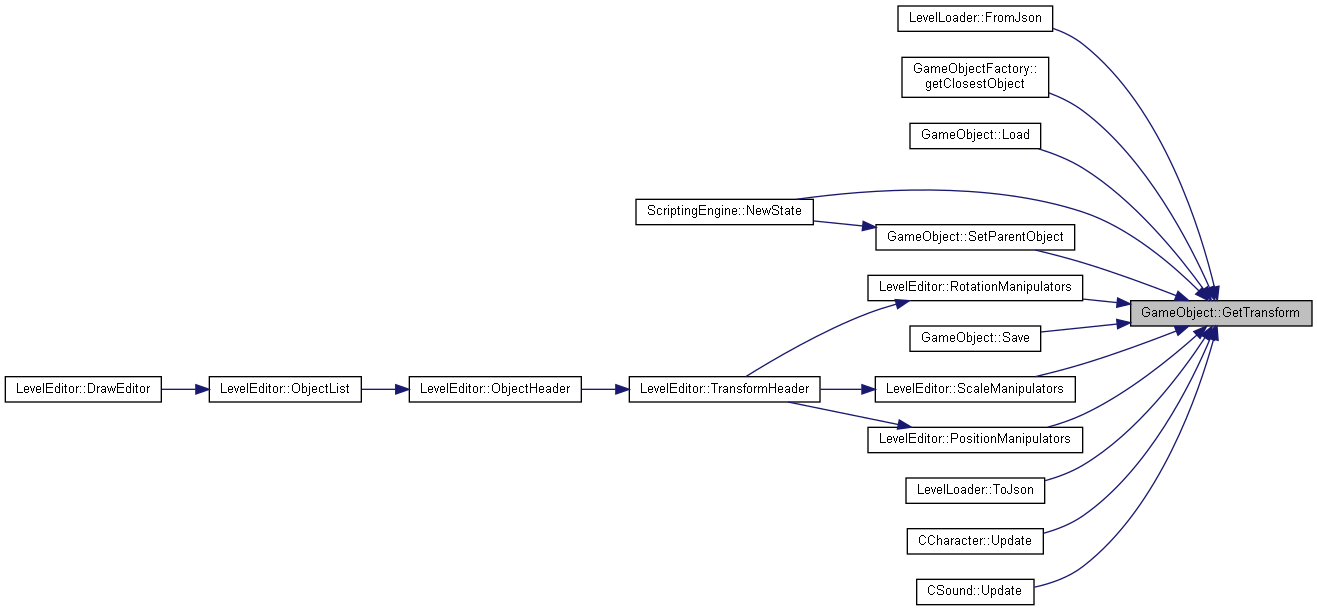 LevelLoader::FromJson
GameObjectFactory::
getClosestObject
GameObject::Load
ScriptingEngine::NewState
GameObject::SetParentObject
LevelEditor::RotationManipulators
GameObject::GetTransform
GameObject::Save
LevelEditor::DrawEditor
LevelEditor::ObjectList
LevelEditor::ObjectHeader
LevelEditor::TransformHeader
LevelEditor::ScaleManipulators
LevelEditor::PositionManipulators
LevelLoader::ToJson
CCharacter::Update
CSound::Update